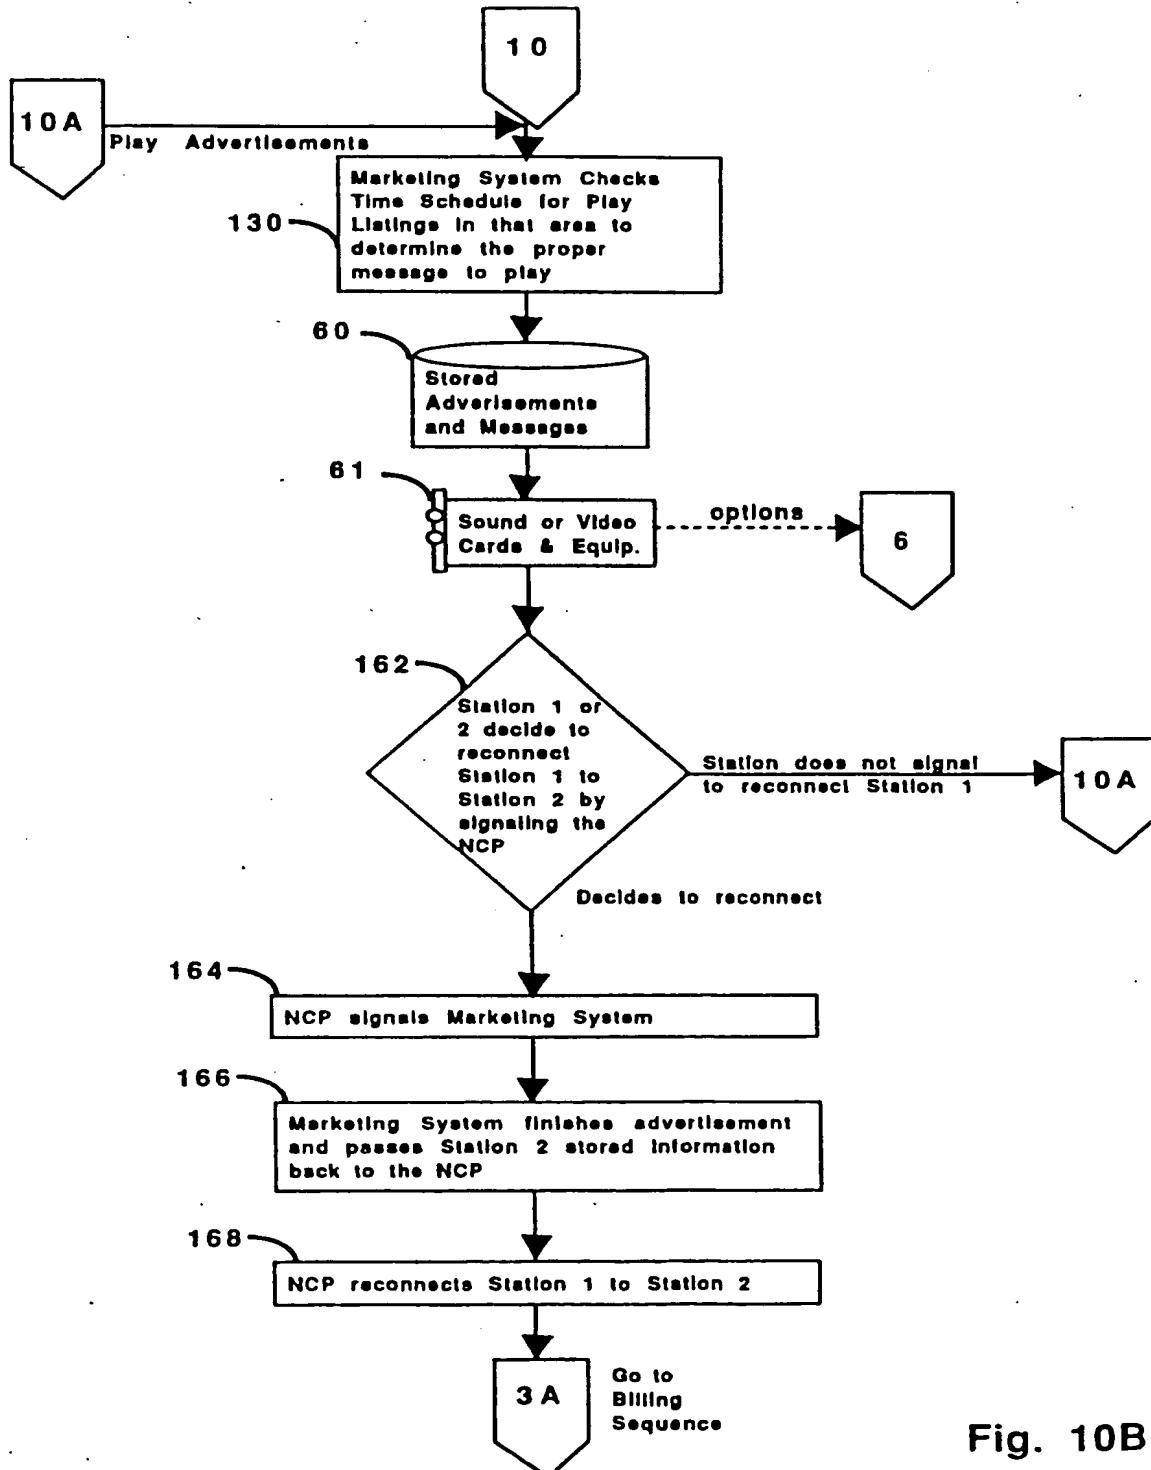 10
10A
Play Advertisements
130
Marketing System Checks
Time Schedule for Play
Listings in that area to
determine the proper
message to play
60
Stored
Adverisements
and Messages
61
Sound or Video
Cards & Equip.
options
6
162
Station 1 or
2 decide to
reconnect
Station 1 to
Station 2 by
signaling the
NCP
Station does not signal
to reconnect Station 1
10A
Decides to reconnect
164
NCP signals Marketing System
166
Marketing System finishes advertisement
and passes Station 2 stored information
back to the NCP
168
NCP reconnects Station 1 to Station 2
3A
Go to
Billing
Sequence
Fig. 10B